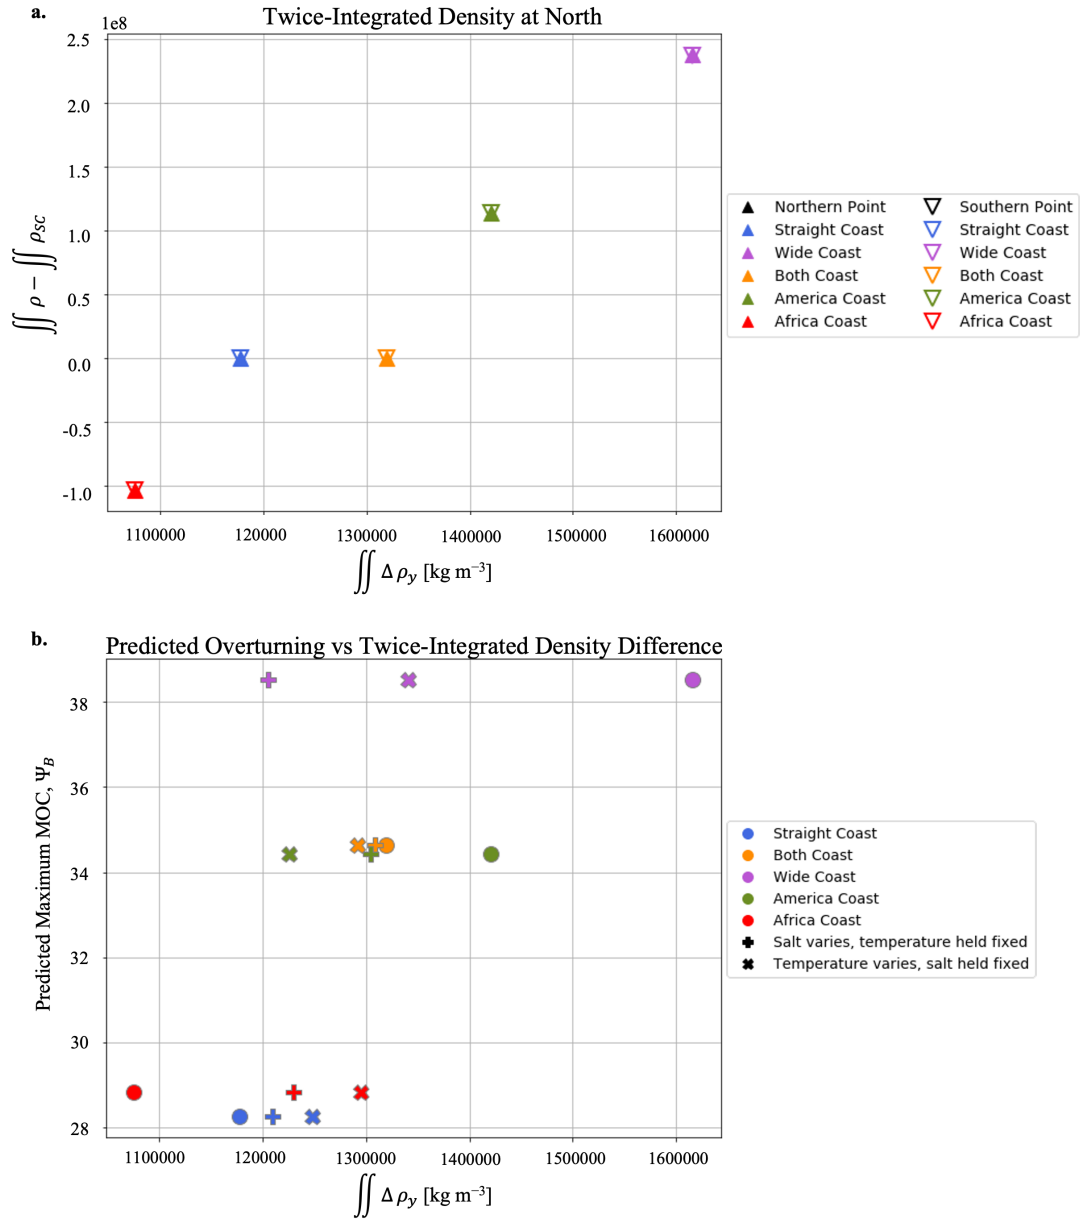 a.
1e8
Twice-Integrated Density at North
2.5
2.0
1.5
1.0
0.5
0.0
-0.5
-1.0
∬ ρ − ∬ ρSC
1100000 120000 1300000 1400000 1500000 1600000
∬ Δ ρy [kg m−3]
Northern Point
Straight Coast
Wide Coast
Both Coast
America Coast
Africa Coast
Southern Point
Straight Coast
Wide Coast
Both Coast
America Coast
Africa Coast
b.
Predicted Overturning vs Twice-Integrated Density Difference
38
36
34
32
30
28
Predicted Maximum MOC, ΨB
1100000 120000 1300000 1400000 1500000 1600000
∬ Δ ρy [kg m−3]
Straight Coast
Both Coast
Wide Coast
America Coast
Africa Coast
Salt varies, temperature held fixed
Temperature varies, salt held fixed